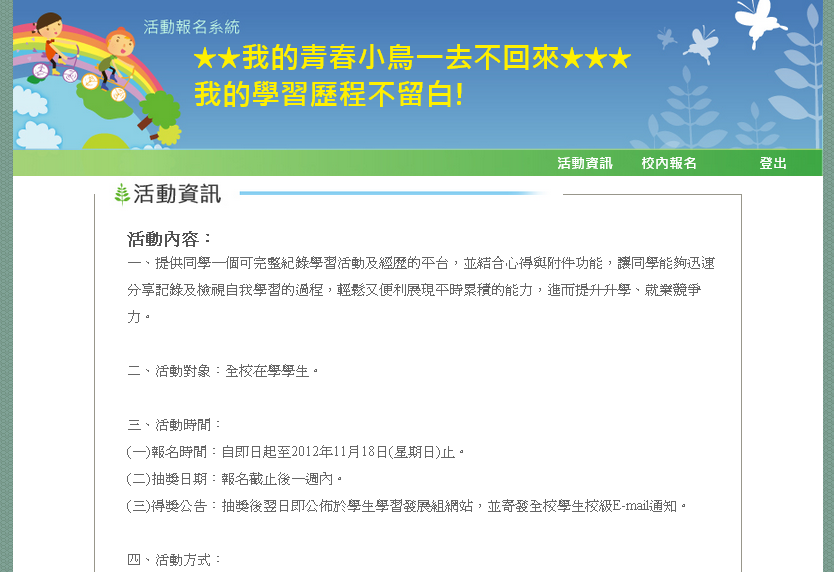 活動報名系統
★★我的青春小鳥一去不回來★★★
我的學習歷程不留白!
活動資訊 校內報名 登出
活動資訊
活動內容：
一、提供同學一個可完整紀錄學習活動及經歷的平台，並結合心得與附件功能，讓同學能夠迅速
分享記錄及檢視自我學習的過程，輕鬆又便利展現平時累積的能力，進而提升升學、就業競爭
力。
二、活動對象：全校在學學生。
三、活動時間：
(一)報名時間：自即日起至2012年11月18日(星期日)止。
(二)抽獎日期：報名截止後一週內。
(三)得獎公告：抽獎後翌日即公佈於學生學習發展組網站，並寄發全校學生校級E-mail通知。
四、活動方式：